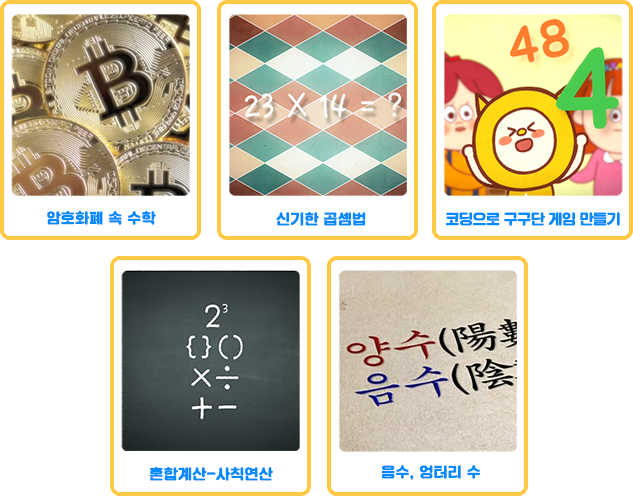 48
4
23 X 14 = ?
암호화폐 속 수학
신기한 곱셈법
코딩으로 구구단 게임 만들기
2³
{ } ( )
× ÷
+ −
양수(陽數
음수(陰
혼합계산-사칙연산
음수, 엉터리 수